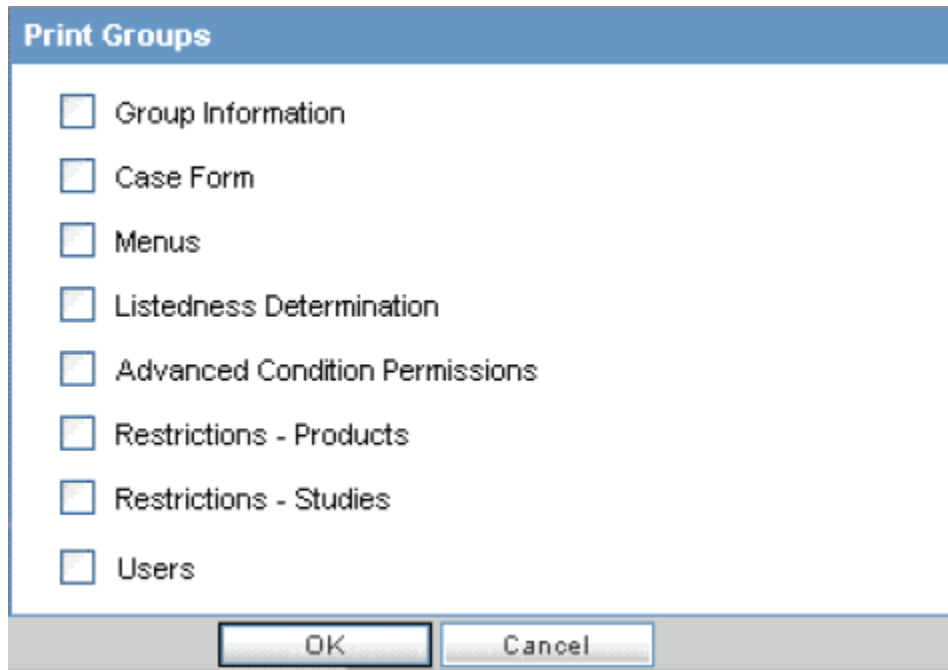 Print Groups
Group Information
Case Form
Menus
Listedness Determination
Advanced Condition Permissions
Restrictions - Products
Restrictions - Studies
Users
OK Cancel